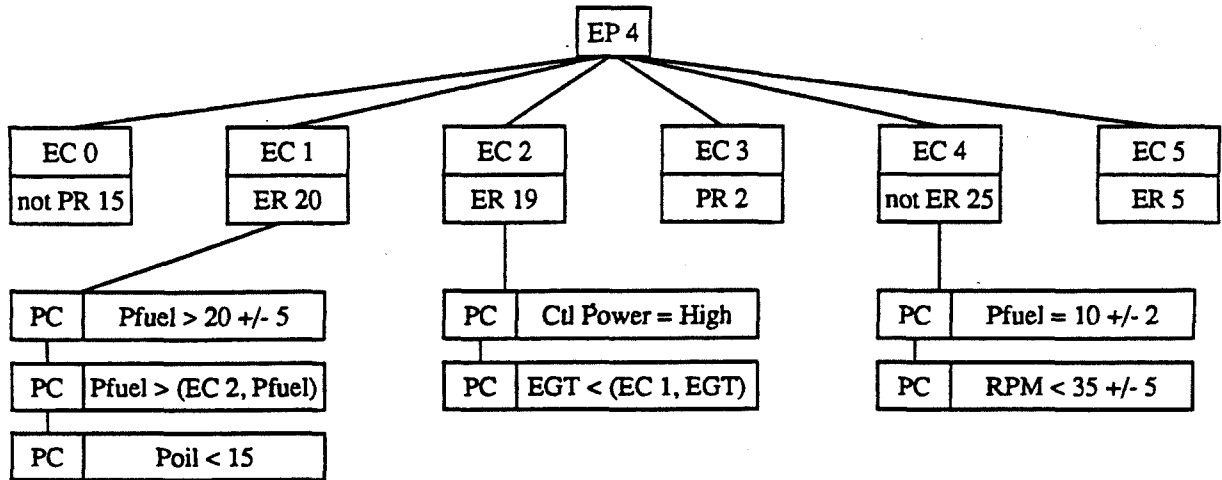 EP 4
EC 0 EC 1 EC 2 EC 3 EC 4 EC 5
not PR 15 ER 20 ER 19 PR 2 not ER 25 ER 5
PC Pfuel > 20 +/- 5 PC Ctl Power = High PC Pfuel = 10 +/- 2
PC Pfuel > (EC 2, Pfuel) PC EGT < (EC 1, EGT) PC RPM < 35 +/- 5
PC Poil < 15